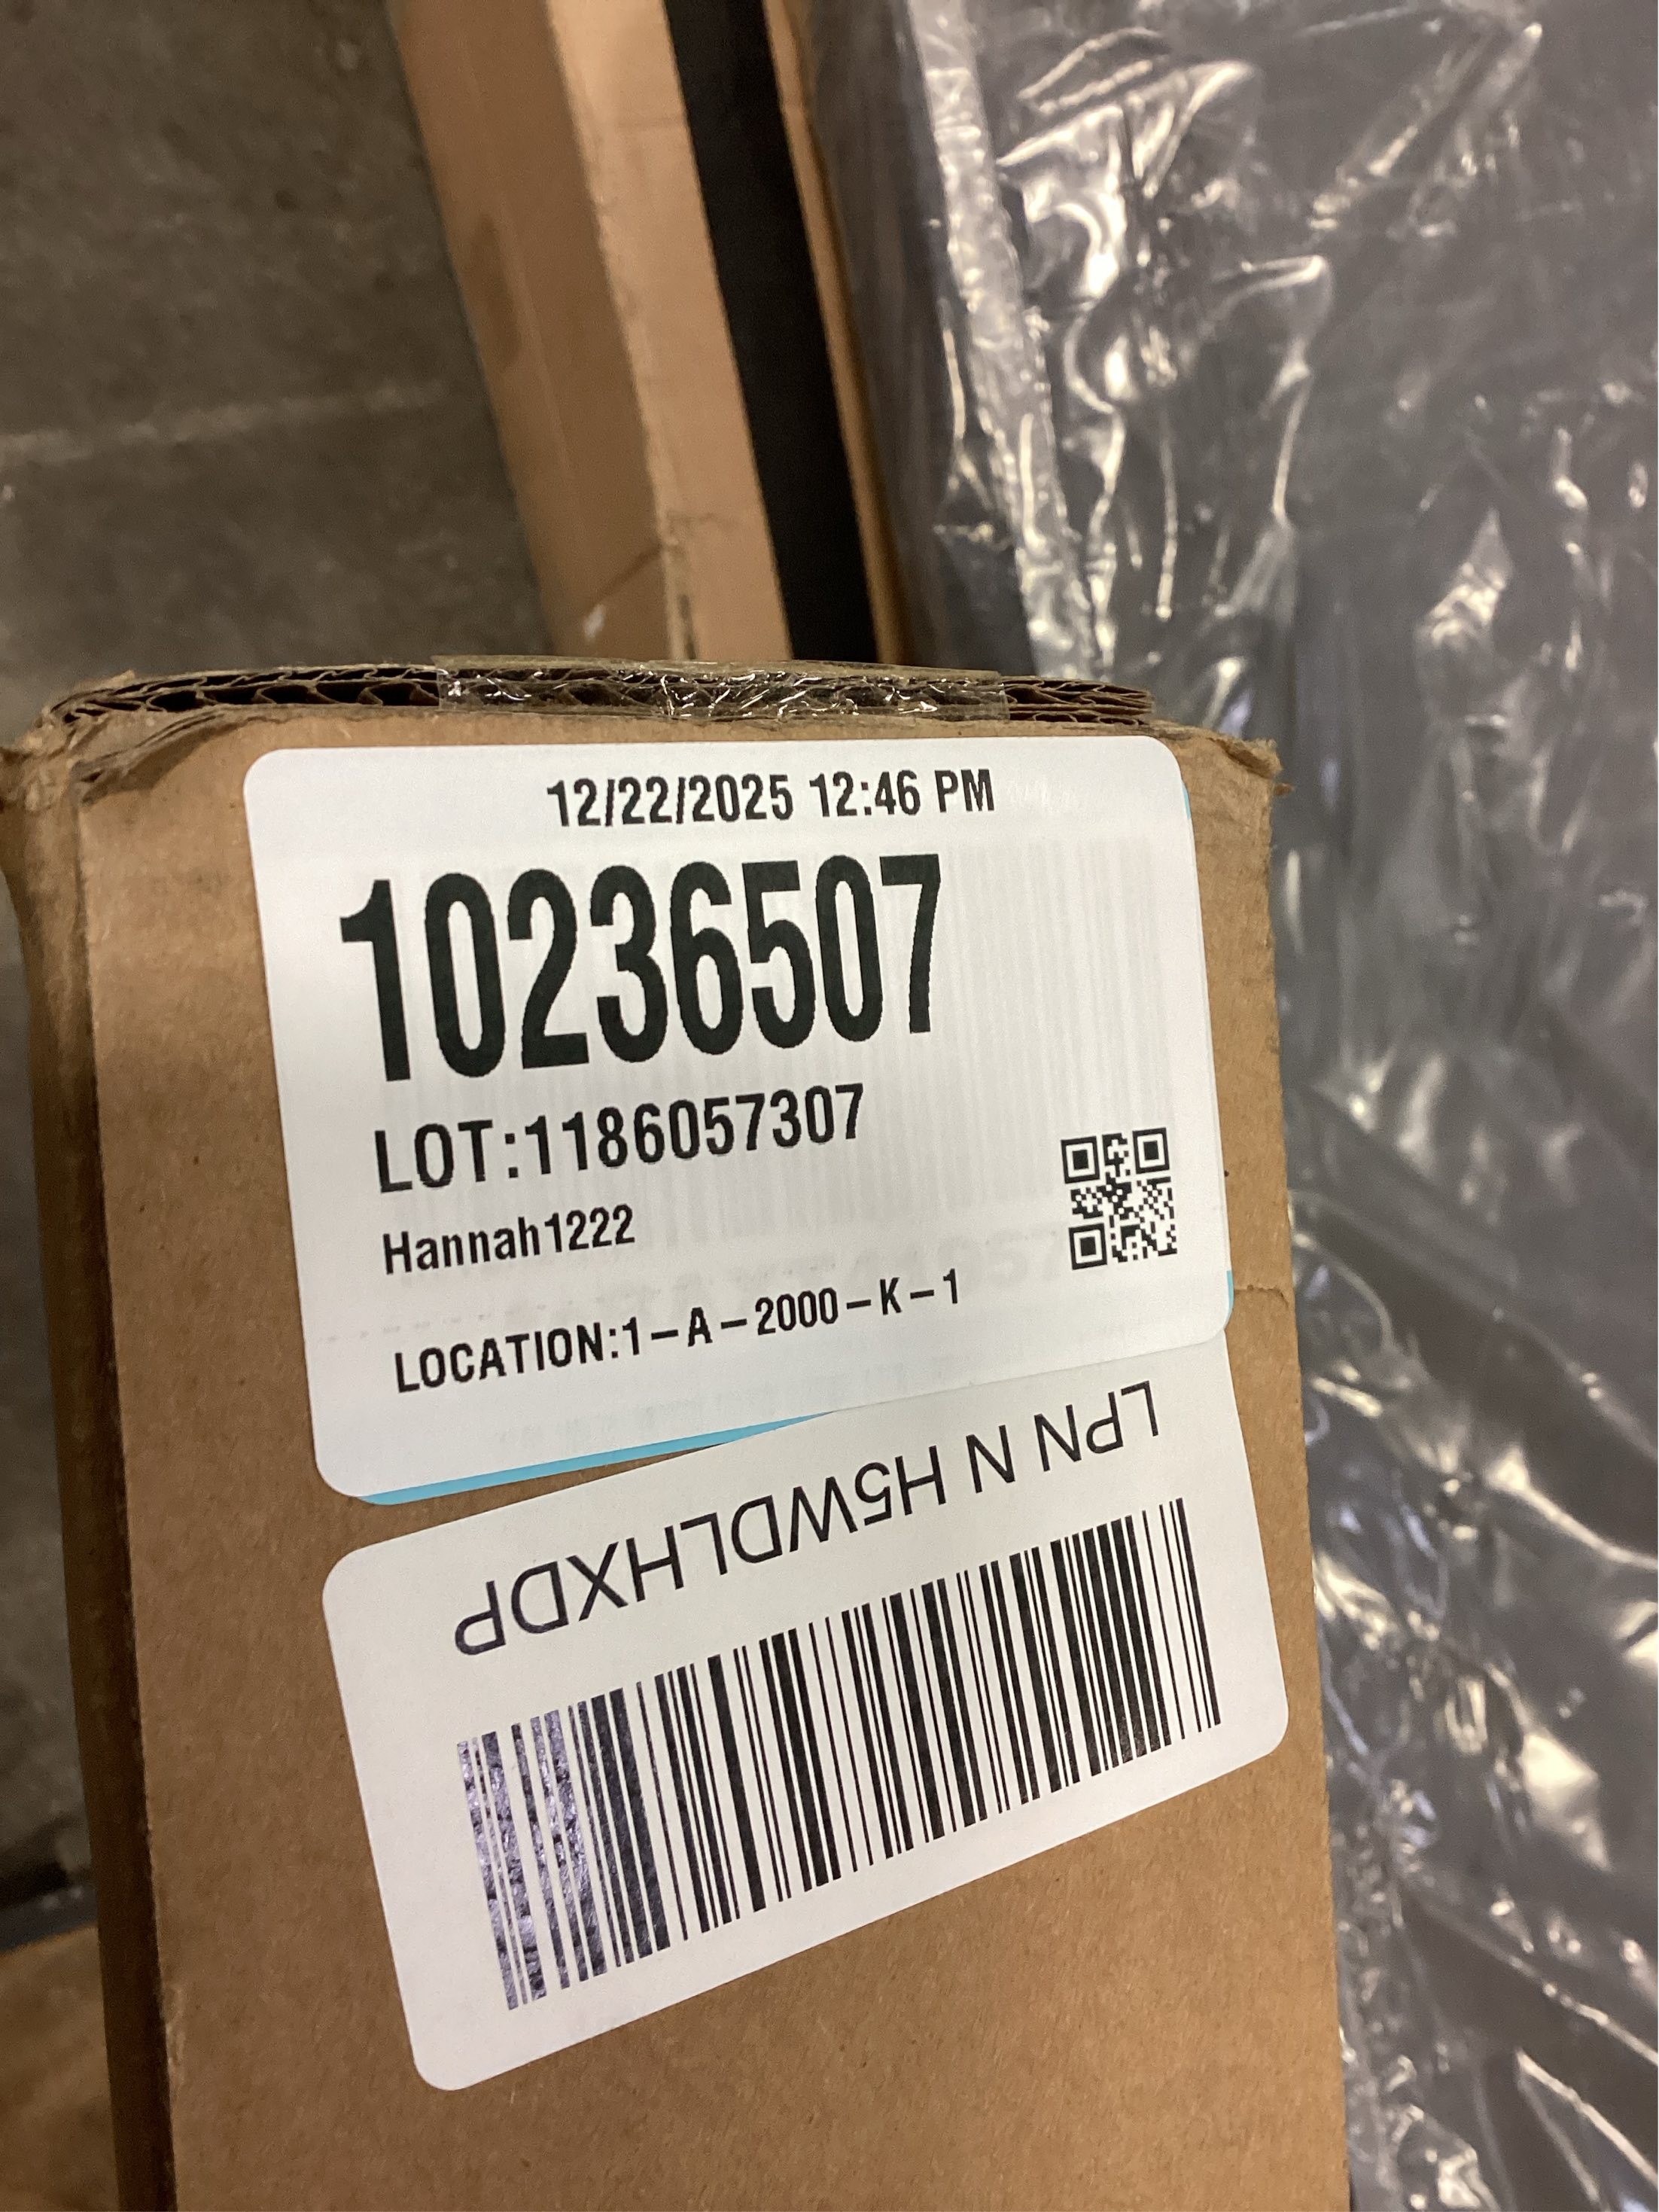 12/22/2025 12:46 PM
10236507
LOT:1186057307
Hannah1222
LOCATION:1-A-2000-K-1
LPN N H5WDLHXDP